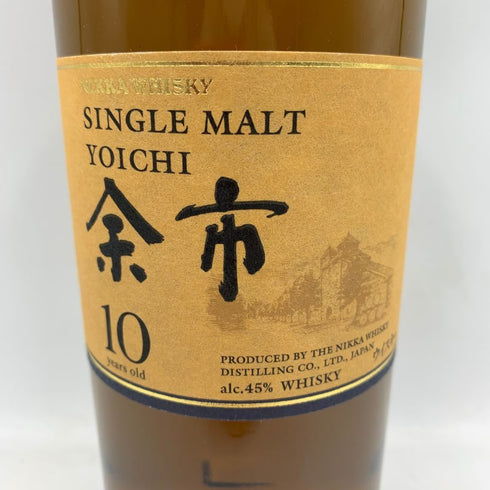 NIKKA WHISKY
SINGLE MALT
YOICHI
余市
10
years old
PRODUCED BY THE NIKKA WHISKY
DISTILLING CO., LTD., JAPAN
alc.45% WHISKY